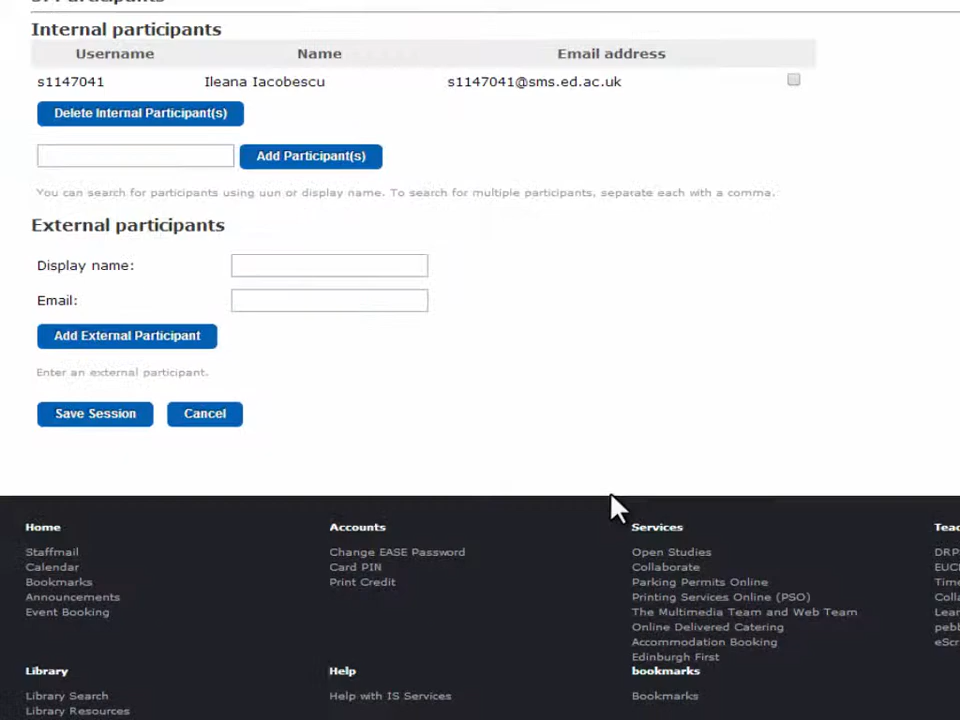 Internal participants
Username Name Email address
s1147041 Ileana Iacobescu s1147041@sms.ed.ac.uk
Delete Internal Participant(s)
Add Participant(s)
You can search for participants using uun or display name. To search for multiple participants, separate each with a comma.
External participants
Display name:
Email:
Add External Participant
Enter an external participant.
Save Session Cancel
Home Accounts Services
Staffmail Change EASE Password Open Studies
Calendar Card PIN Collaborate
Bookmarks Print Credit Parking Permits Online
Announcements Printing Services Online (PSO)
Event Booking The Multimedia Team and Web Team
Online Delivered Catering
Accommodation Booking
Edinburgh First
Library Help bookmarks
Library Search Help with IS Services Bookmarks
Library Resources